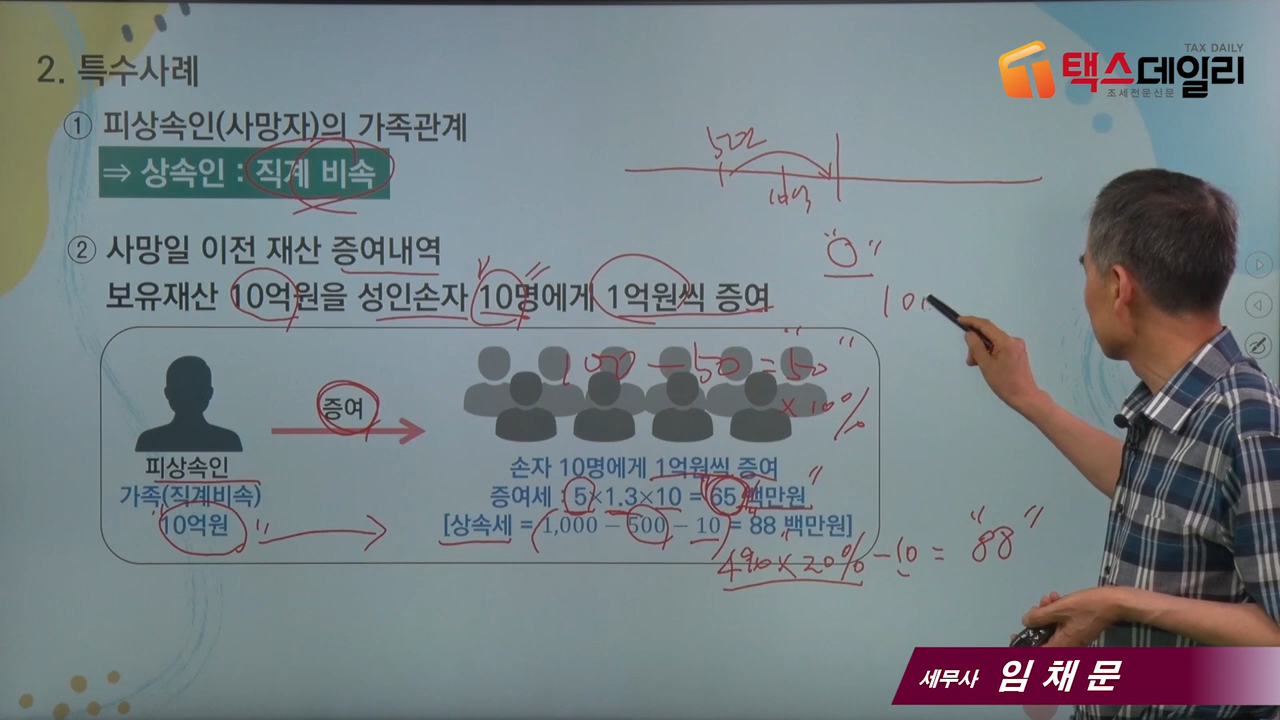 2. 특수사례
TAX DAILY
택스데일리
조세전문신문
① 피상속인(사망자)의 가족관계
⇒ 상속인 : 직계 비속
50억
10억
② 사망일 이전 재산 증여내역
"0"
보유재산 10억원을 성인손자 10명에게 1억원씩 증여
10
100 - 50 = "50"
× 10%
증여
피상속인
가족(직계비속)
"10억원"
손자 10명에게 1억원씩 증여
증여세 : 5×1.3×10 = 65 백만원
[상속세 = (1,000 − 500 − 10) = 88 백만원]
490 × 20% - 10 = "88"
세무사 임채문